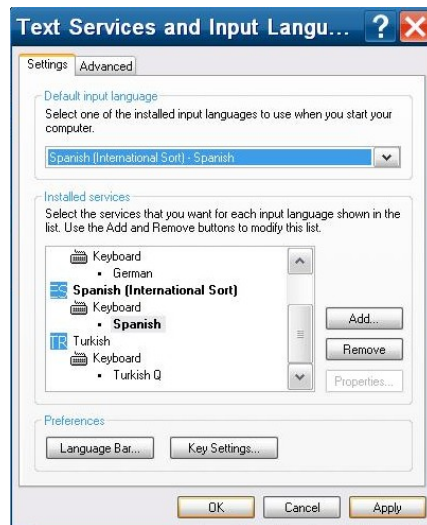 Text Services and Input Langu...
Settings Advanced
Default input language
Select one of the installed input languages to use when you start your
computer.
Spanish (International Sort) - Spanish
Installed services
Select the services that you want for each input language shown in the
list. Use the Add and Remove buttons to modify this list.
Keyboard
German
ES Spanish (International Sort)
Keyboard
Spanish
TR Turkish
Keyboard
Turkish Q
Add...
Remove
Properties...
Preferences
Language Bar... Key Settings...
OK Cancel Apply